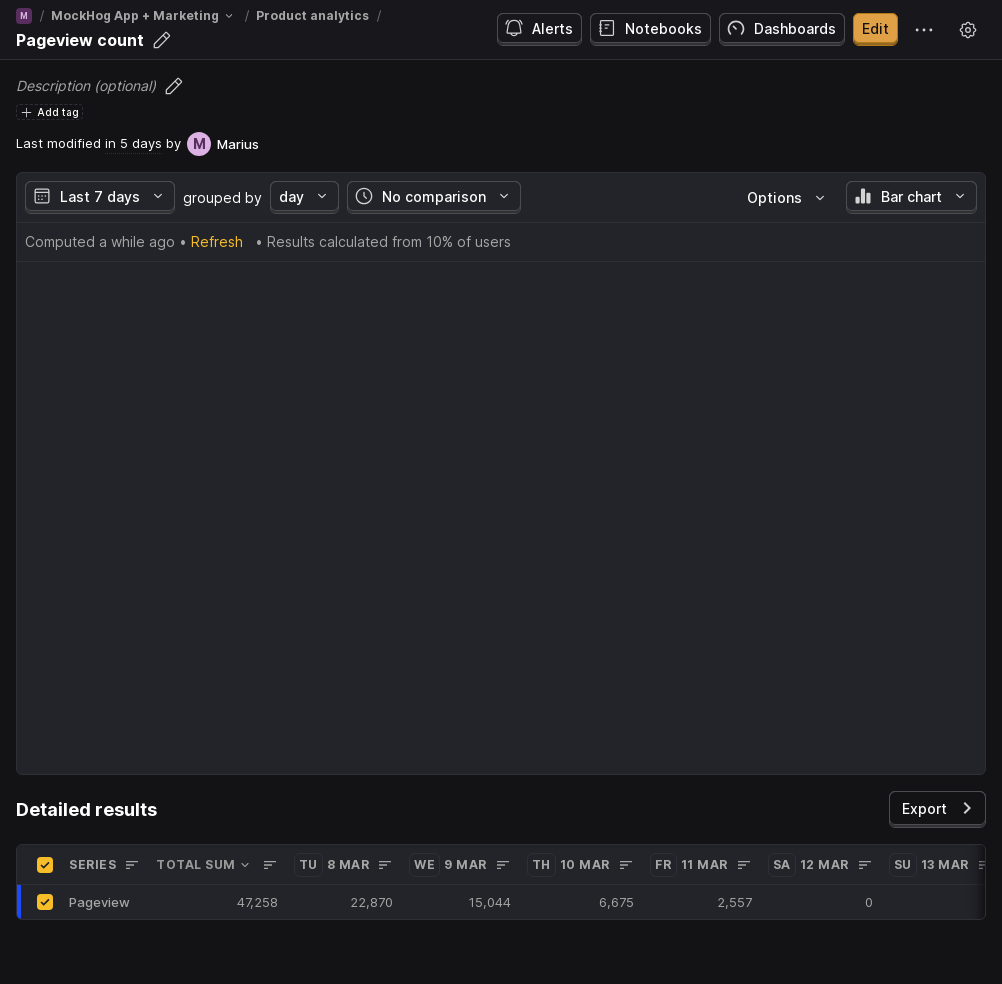 M / MockHog App + Marketing / Product analytics /
Pageview count
Alerts
Notebooks
Dashboards
Edit
Description (optional)
Add tag
Last modified in 5 days by M Marius
Last 7 days grouped by day No comparison Options Bar chart
Computed a while ago • Refresh • Results calculated from 10% of users
Detailed results
Export
SERIES TOTAL SUM TU 8 MAR WE 9 MAR TH 10 MAR FR 11 MAR SA 12 MAR SU 13 MAR
Pageview 47,258 22,870 15,044 6,675 2,557 0